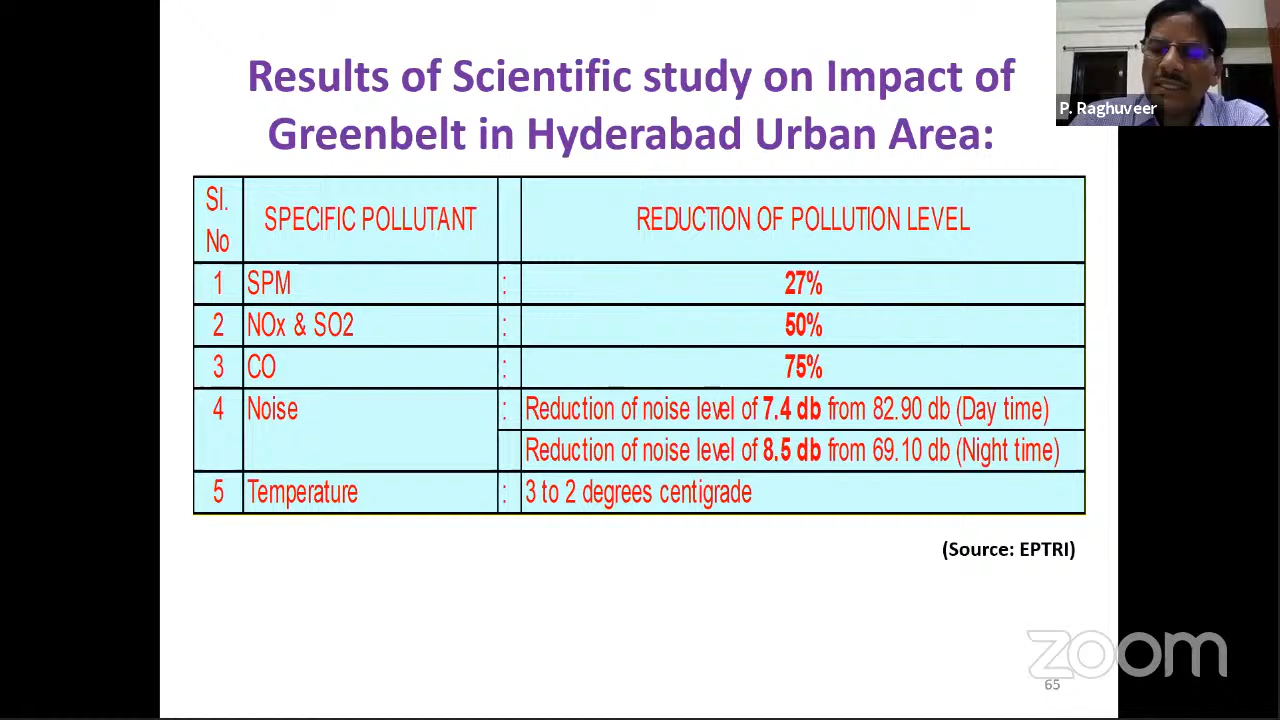 Results of Scientific study on Impact of
Greenbelt in Hyderabad Urban Area:
P. Raghuveer
Sl. No SPECIFIC POLLUTANT REDUCTION OF POLLUTION LEVEL
1 SPM : 27%
2 NOx & SO2 : 50%
3 CO : 75%
4 Noise : Reduction of noise level of 7.4 db from 82.90 db (Day time)
Reduction of noise level of 8.5 db from 69.10 db (Night time)
5 Temperature : 3 to 2 degrees centigrade
(Source: EPTRI)
zoom
65